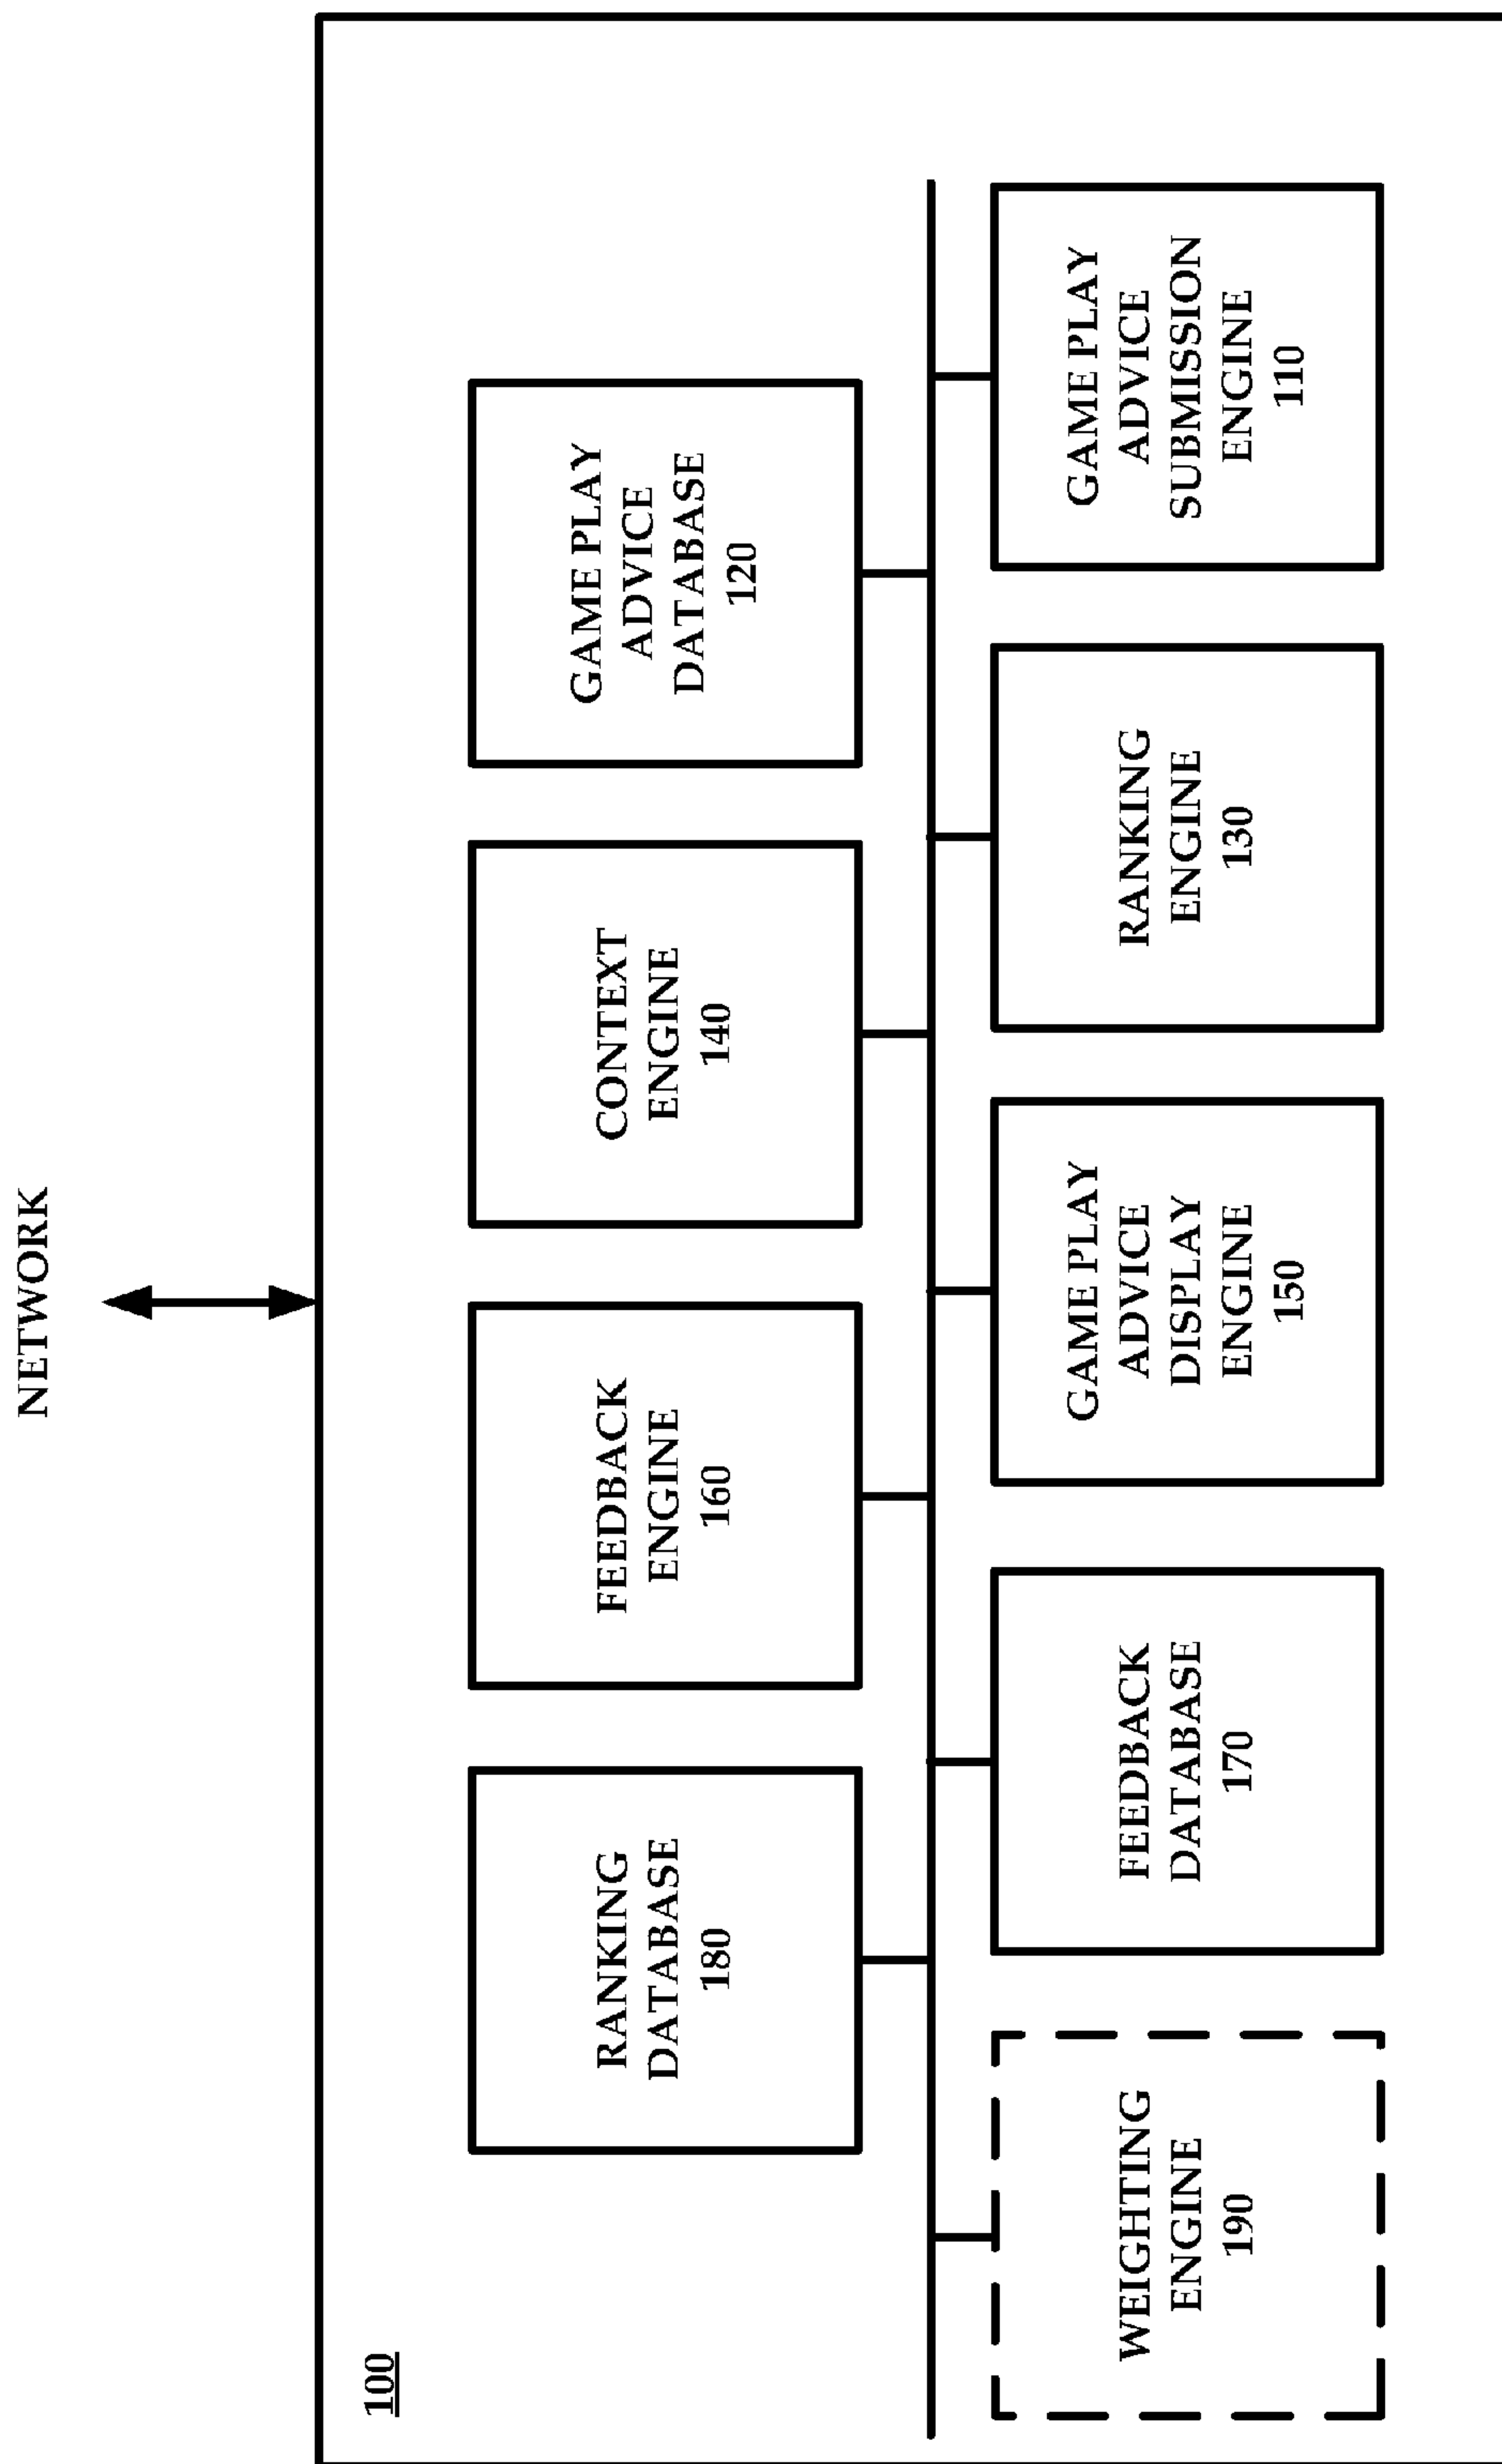 NETWORK
100
RANKING
DATABASE
180
FEEDBACK
ENGINE
160
CONTEXT
ENGINE
140
GAME PLAY
ADVICE
DATABASE
120
WEIGHTING
ENGINE
190
FEEDBACK
DATABASE
170
GAME PLAY
ADVICE
DISPLAY
ENGINE
150
RANKING
ENGINE
130
GAME PLAY
ADVICE
SUBMISSION
ENGINE
110